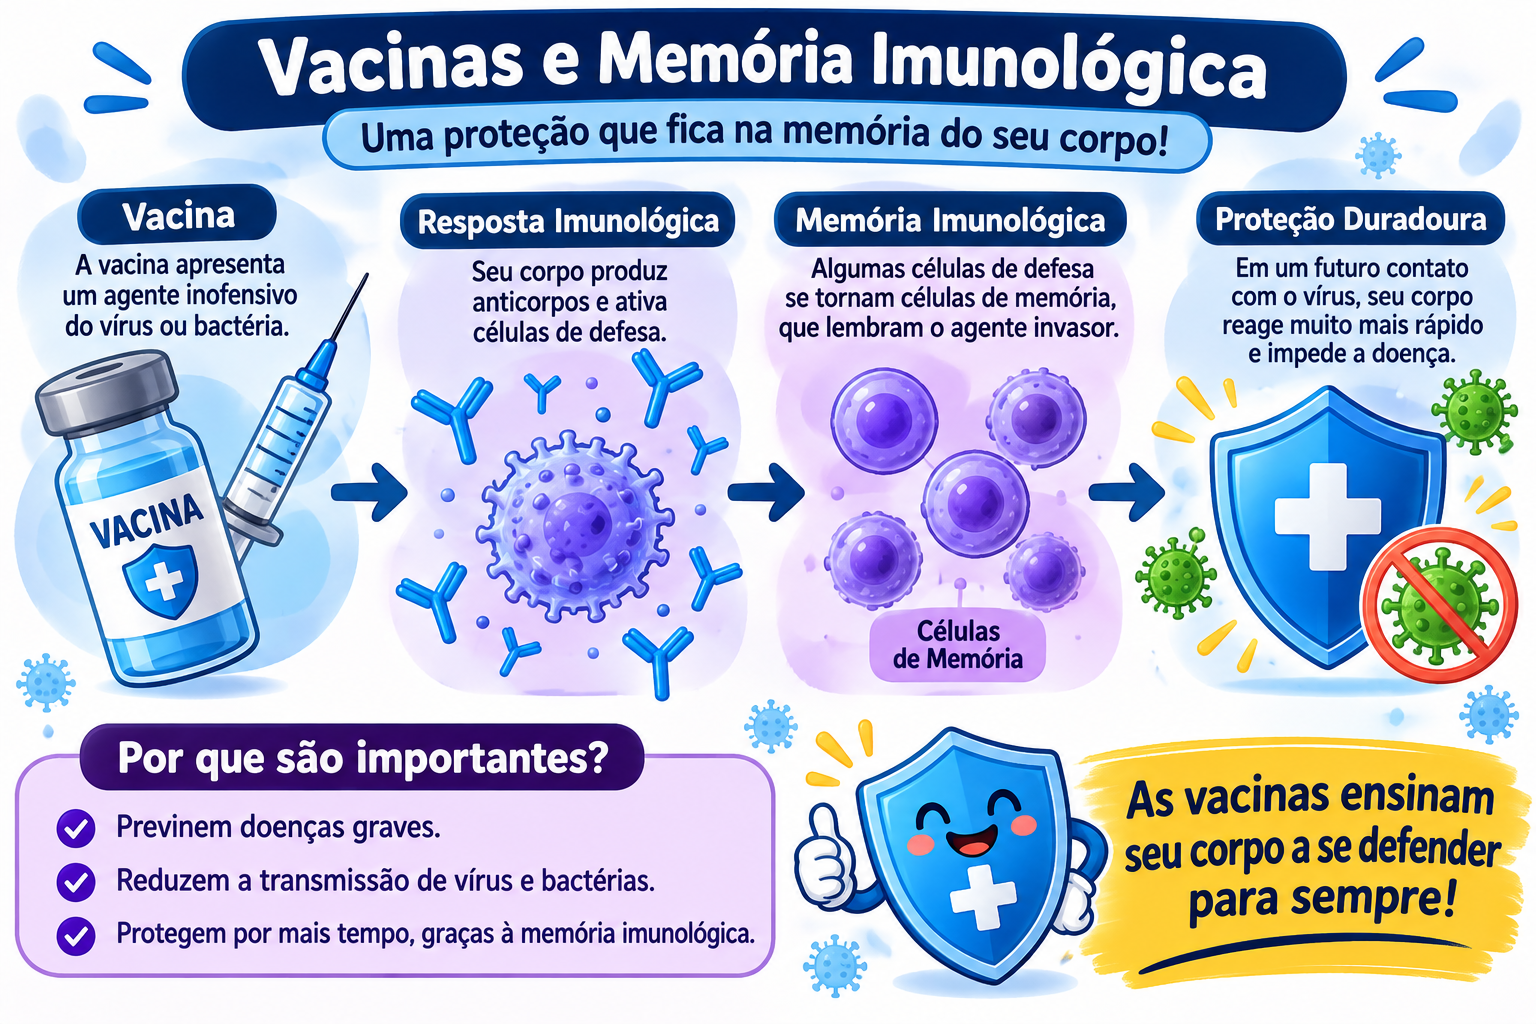 Vacinas e Memória Imunológica
Uma proteção que fica na memória do seu corpo!
Vacina
A vacina apresenta
um agente inofensivo
do vírus ou bactéria.
VACINA
Resposta Imunológica
Seu corpo produz
anticorpos e ativa
células de defesa.
Memória Imunológica
Algumas células de defesa
se tornam células de memória,
que lembram o agente invasor.
Células
de Memória
Proteção Duradoura
Em um futuro contato
com o vírus, seu corpo
reage muito mais rápido
e impede a doença.
Por que são importantes?
Previnem doenças graves.
Reduzem a transmissão de vírus e bactérias.
Protegem por mais tempo, graças à memória imunológica.
As vacinas ensinam
seu corpo a se defender
para sempre!